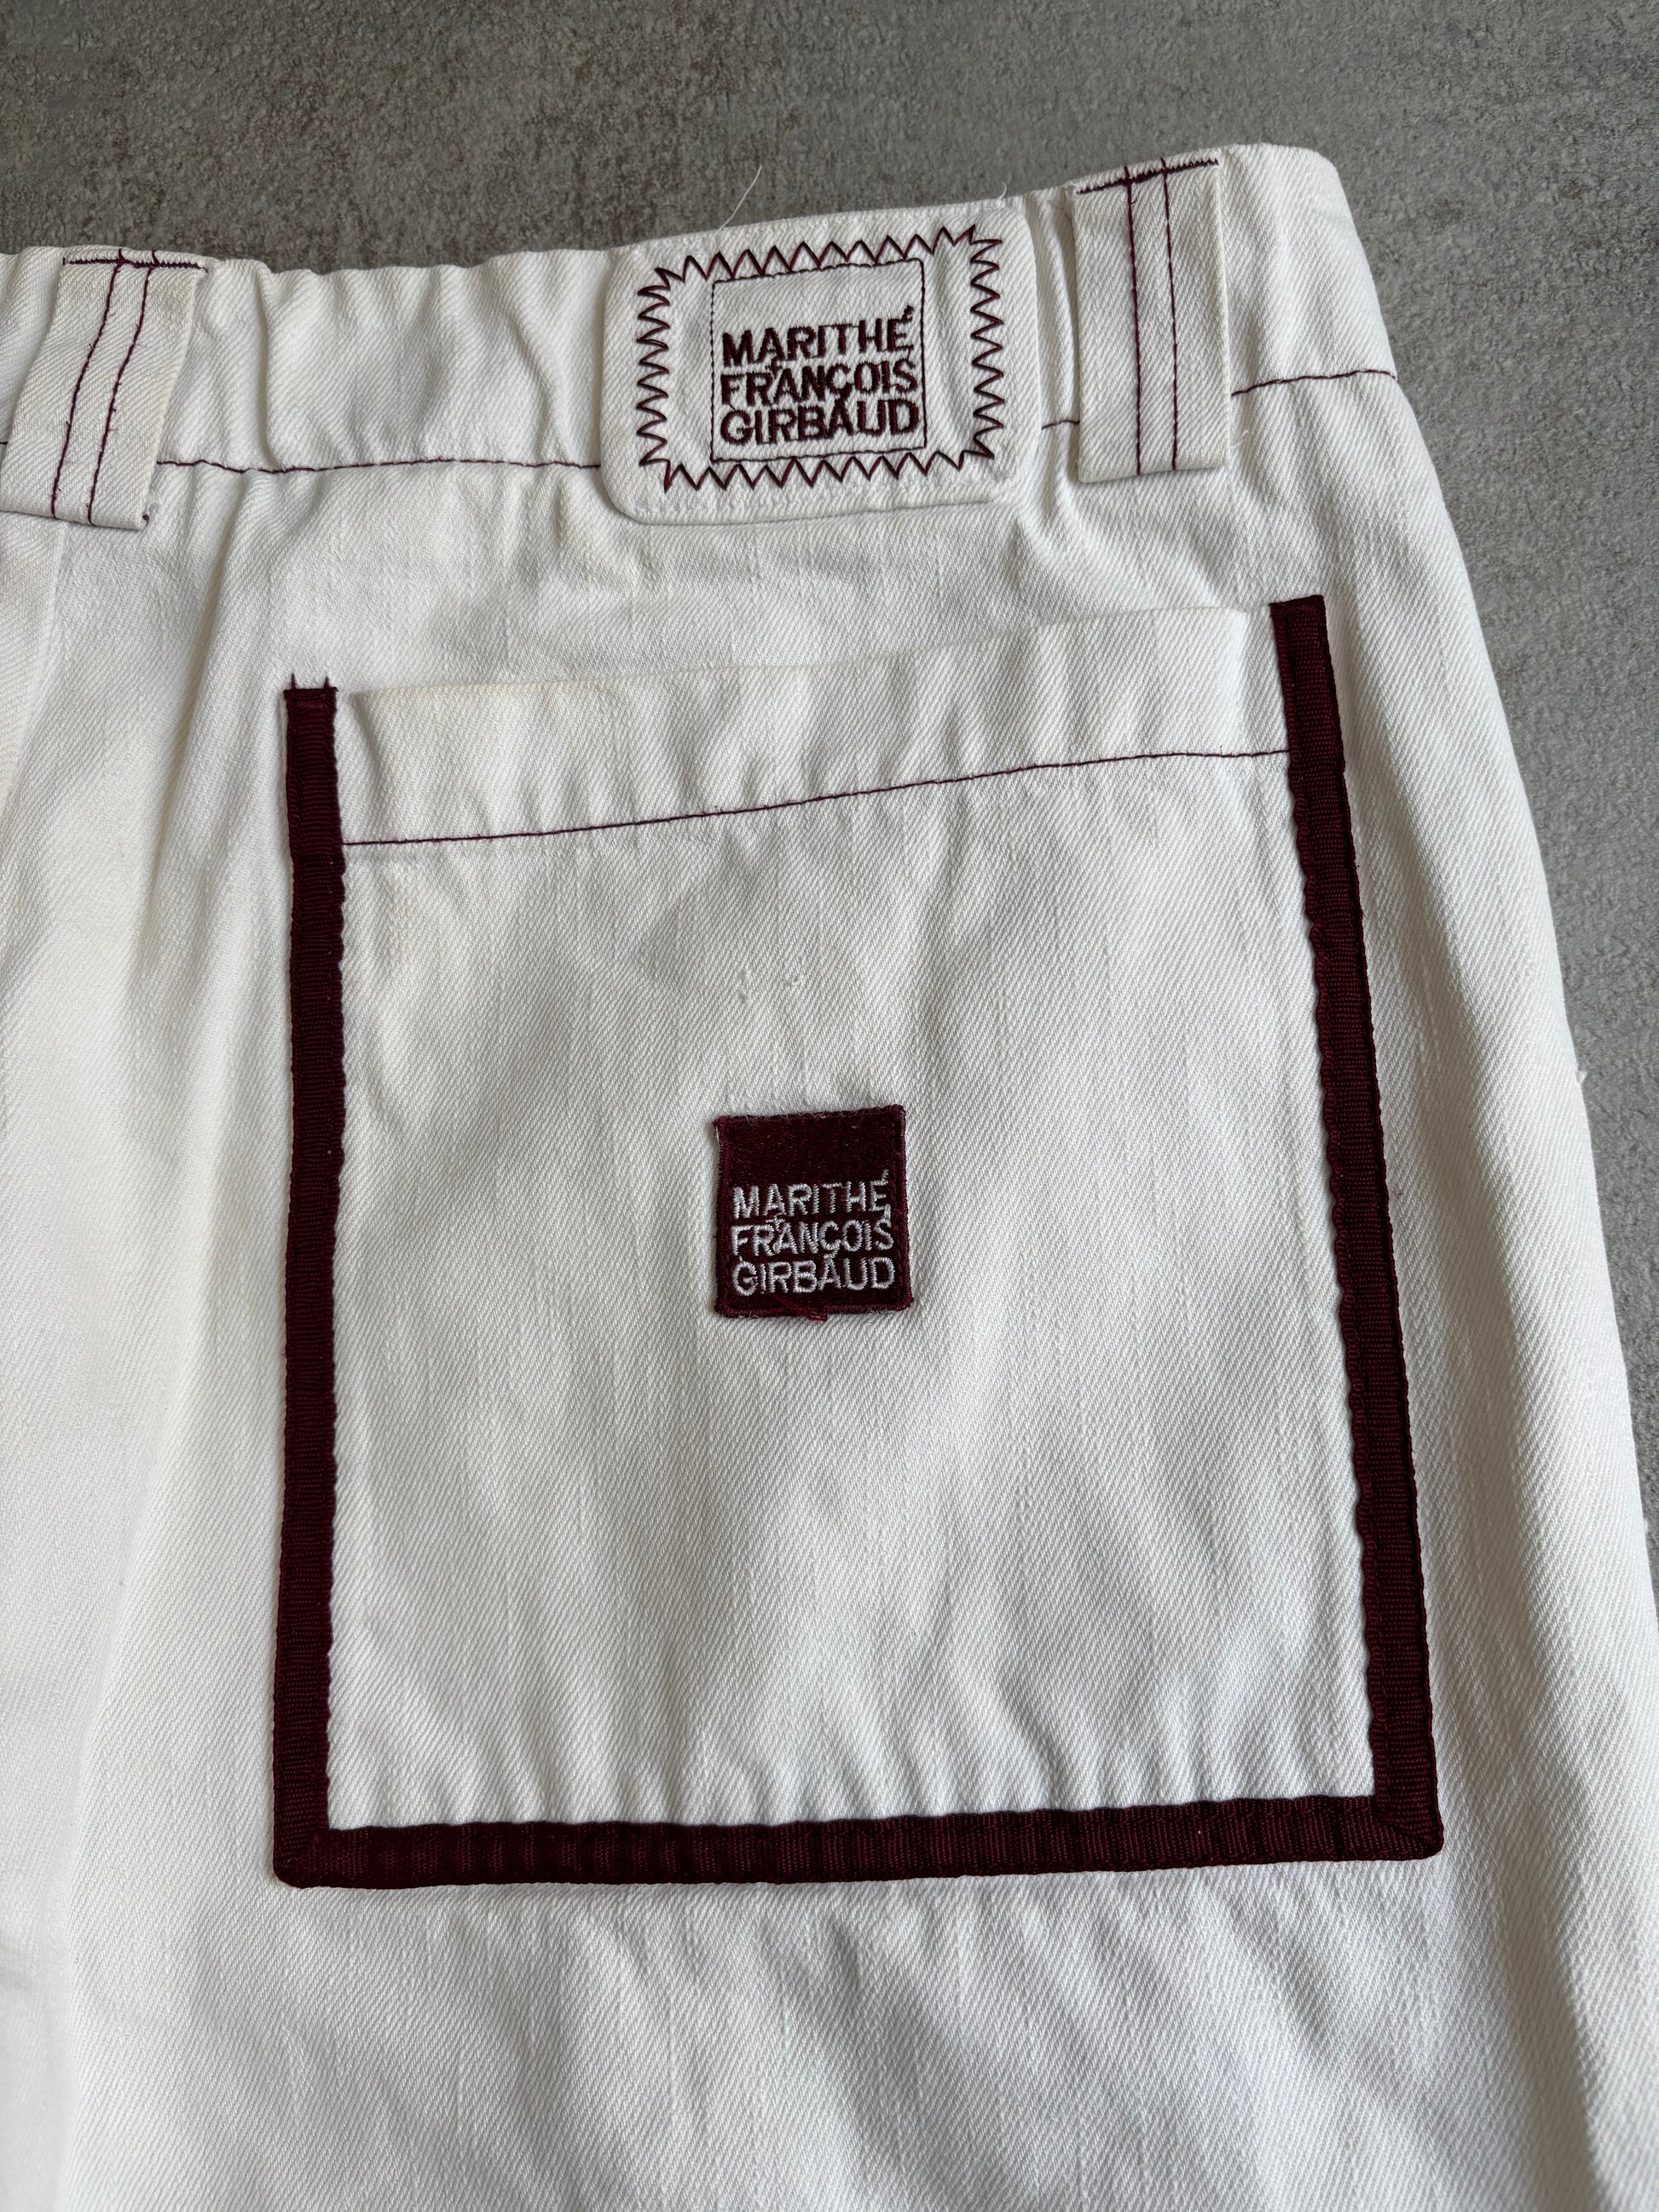 MARITHÉ
+
FRANÇOIS
GIRBAUD
MARITHÉ
+
FRANÇOIS
GIRBAUD